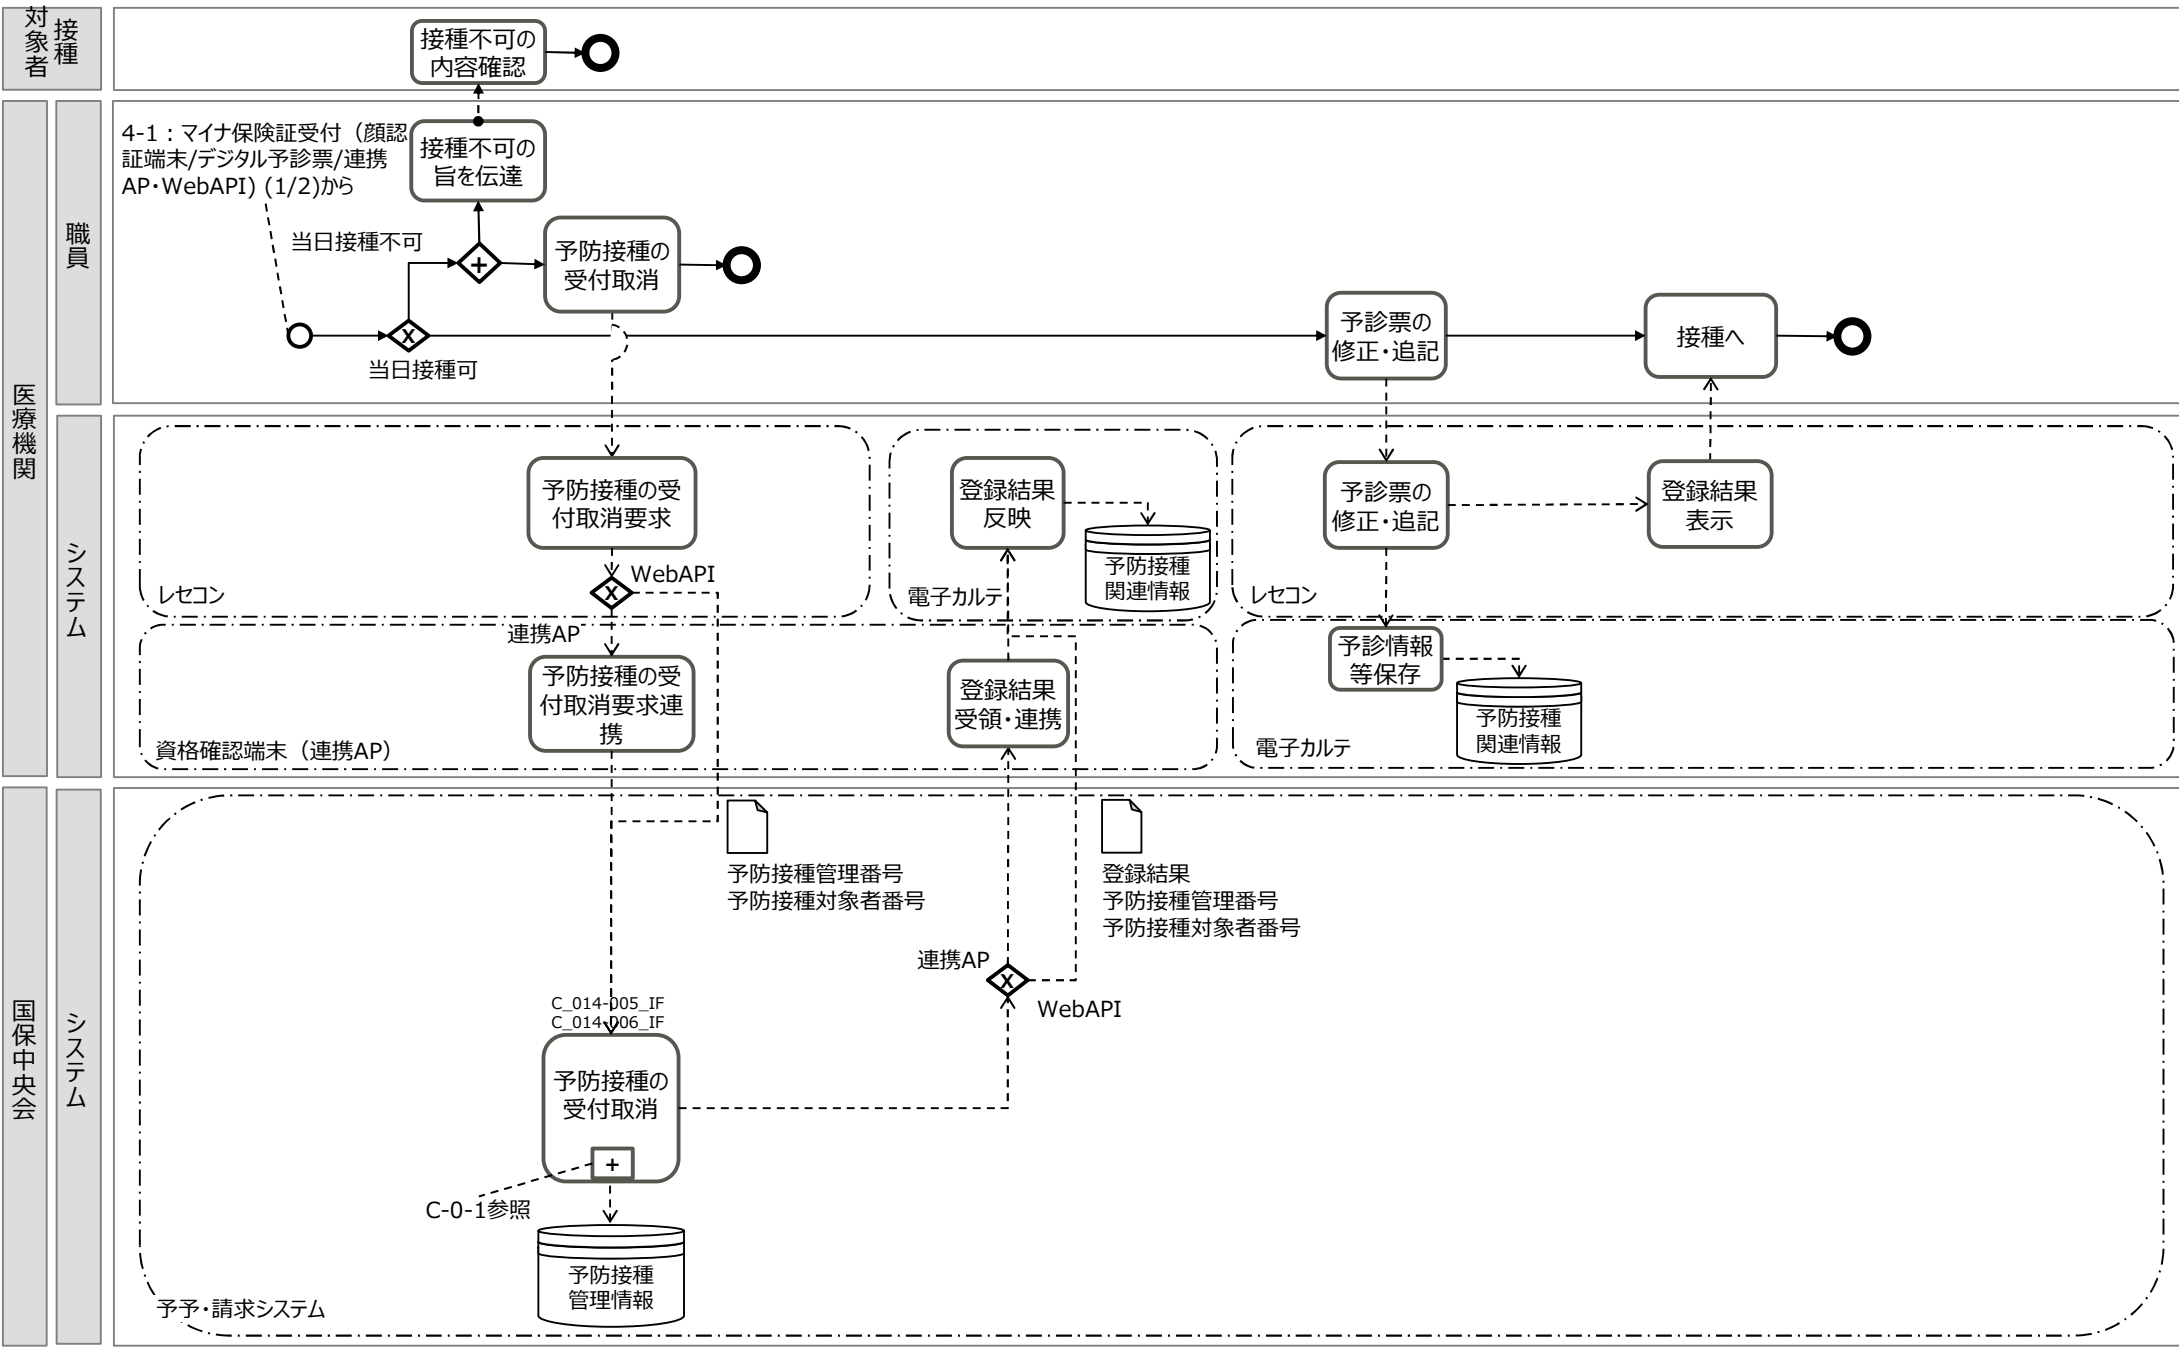 接種
対象者
接種不可の
内容確認
医療機関
職員
4-1：マイナ保険証受付（顔認
証端末/デジタル予診票/連携
AP・WebAPI) (1/2)から
接種不可の
旨を伝達
当日接種不可
+
予防接種の
受付取消
X
当日接種可
予診票の
修正・追記
接種へ
システム
予防接種の受
付取消要求
X
WebAPI
レセコン
登録結果
反映
予防接種
関連情報
電子カルテ
予診票の
修正・追記
登録結果
表示
レセコン
連携AP
予防接種の受
付取消要求連
携
資格確認端末（連携AP）
登録結果
受領・連携
予診情報
等保存
予防接種
関連情報
電子カルテ
国保中央会
システム
予防接種管理番号
予防接種対象者番号
登録結果
予防接種管理番号
予防接種対象者番号
連携AP
X
WebAPI
C_014-005_IF
C_014-006_IF
予防接種の
受付取消
+
C-0-1参照
予防接種
管理情報
予予・請求システム